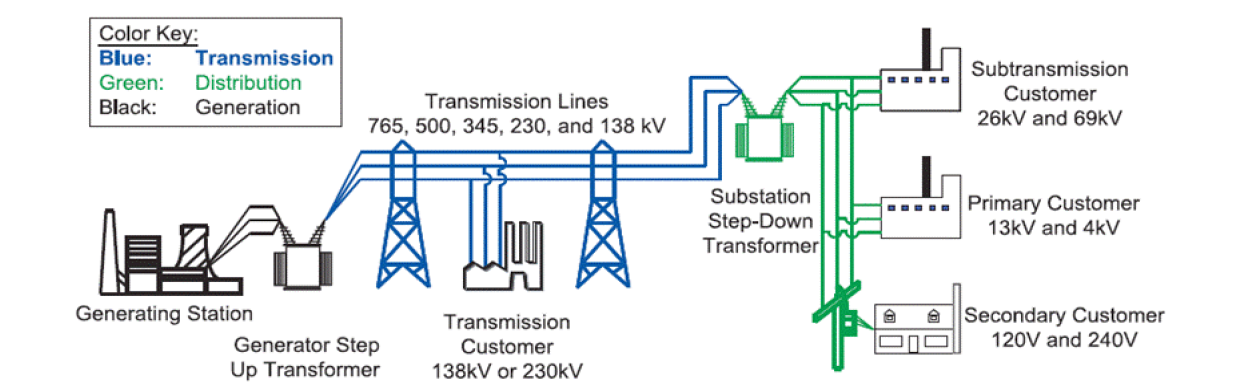 Color Key:
Blue: Transmission
Green: Distribution
Black: Generation
Transmission Lines
765, 500, 345, 230, and 138 kV
Subtransmission
Customer
26kV and 69kV
Substation
Step-Down
Transformer
Primary Customer
13kV and 4kV
Generating Station
Generator Step
Up Transformer
Transmission
Customer
138kV or 230kV
Secondary Customer
120V and 240V